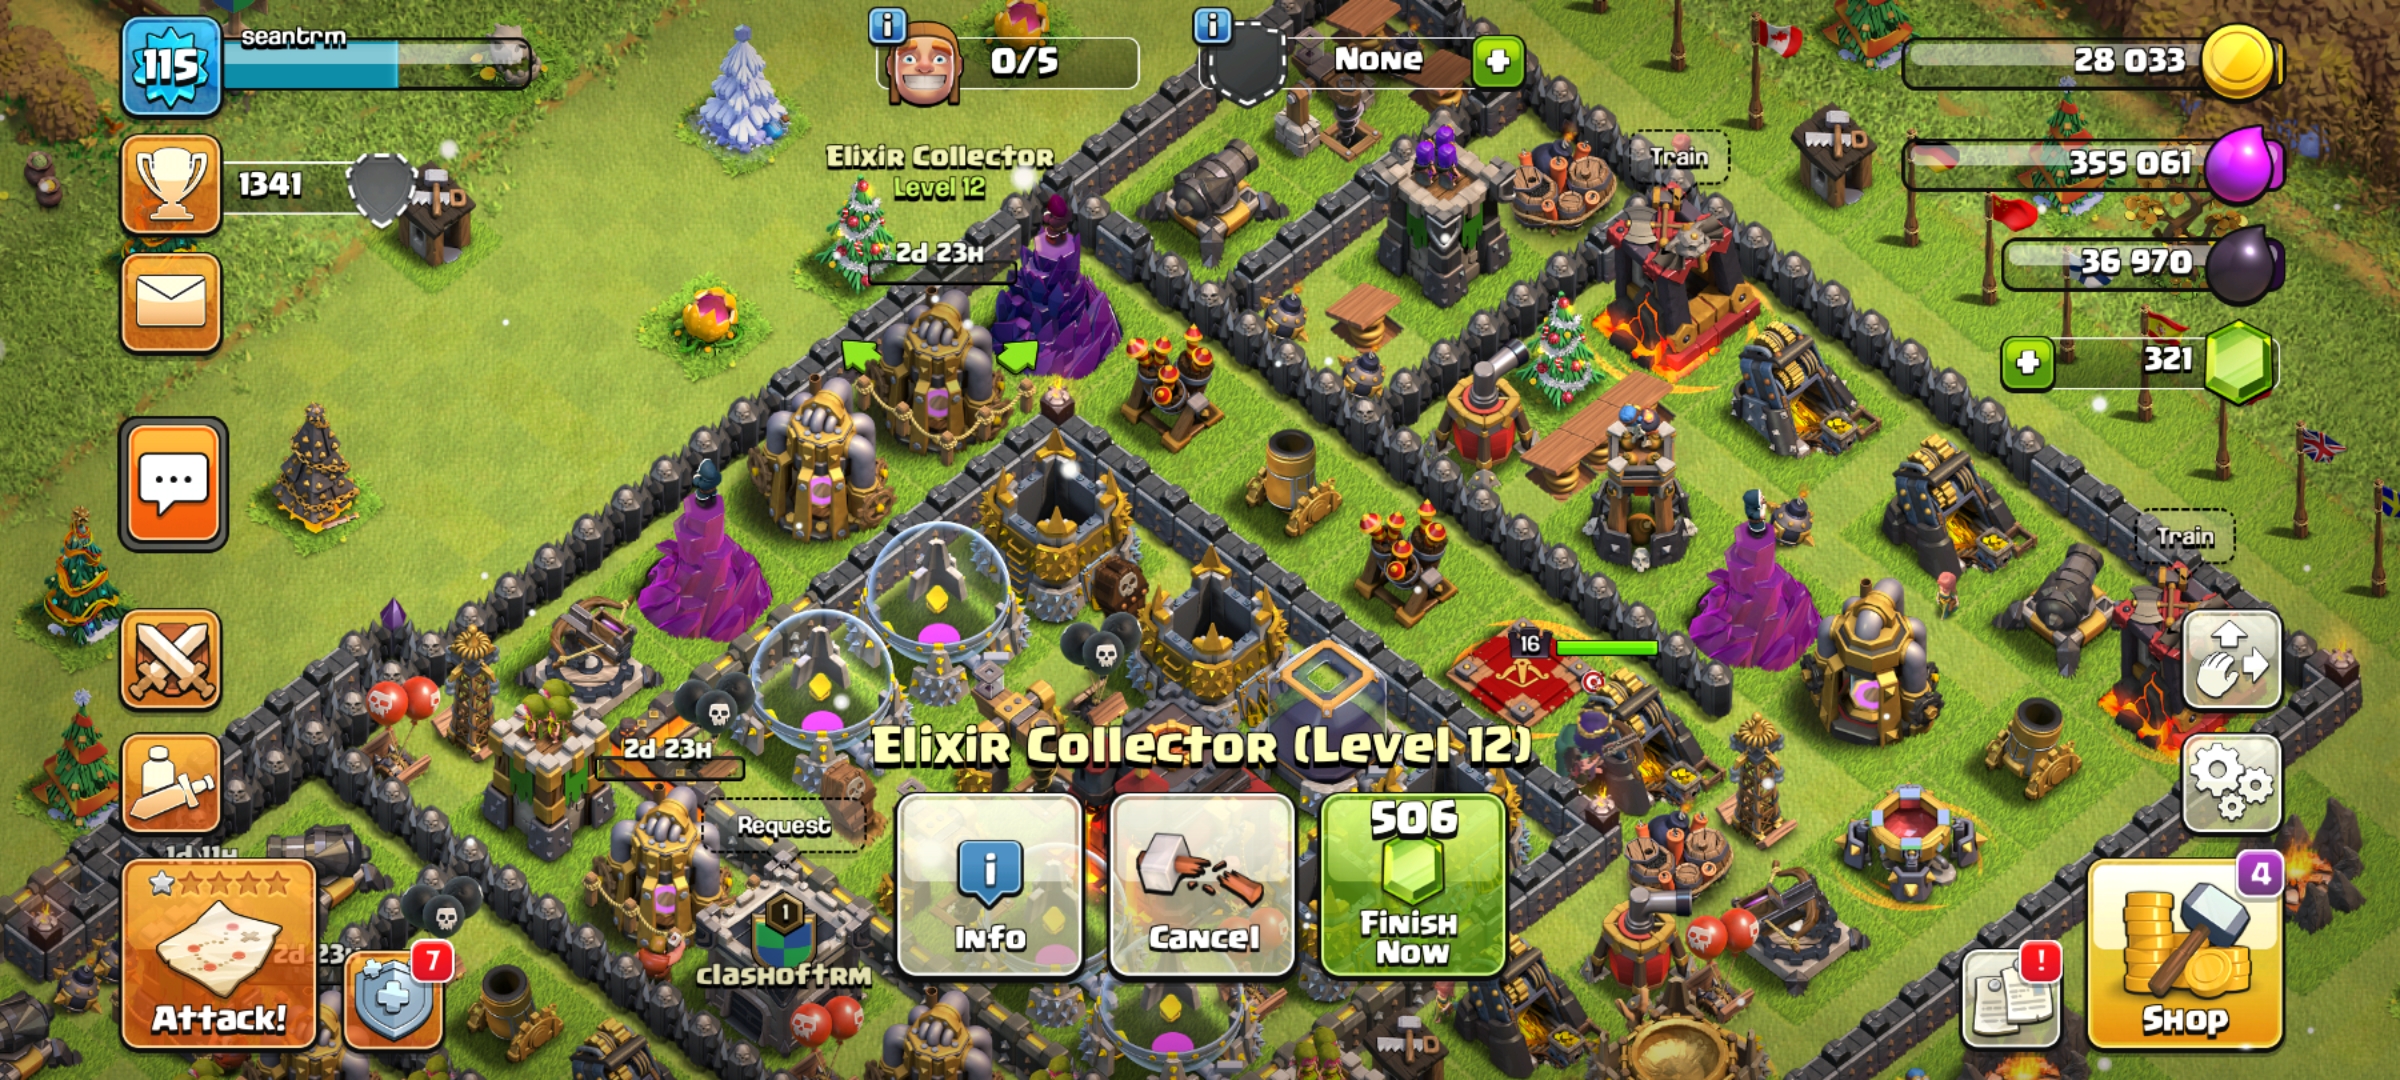 115
seantrm
0/5
None
28 033
1341
355 061
36 970
321
Elixir Collector
Level 12
2d 23H
Train
Train
16
2d 23H
Elixir Collector (Level 12)
Request
Info
Cancel
506
Finish
Now
1d 11H
2d 23
1
clashoftrm
Attack!
7
4
!
Shop